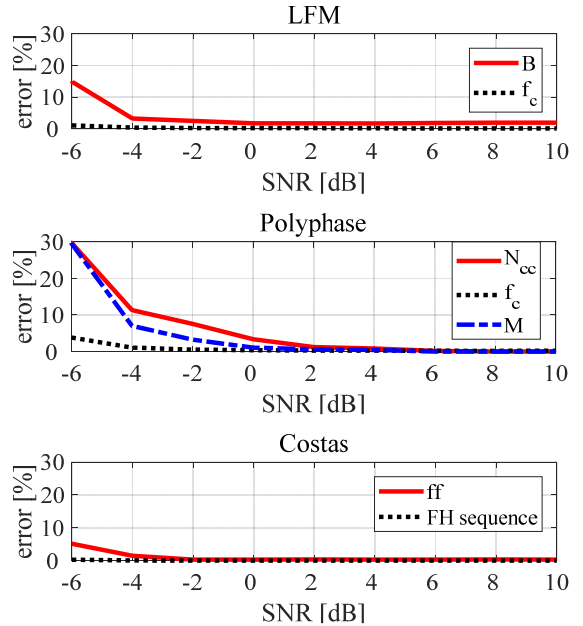 LFM
30
20
10
0
error [%]
B
f_c
-6 -4 -2 0 2 4 6 8 10
SNR [dB]
Polyphase
30
20
10
0
error [%]
N_cc
f_c
M
-6 -4 -2 0 2 4 6 8 10
SNR [dB]
Costas
30
20
10
0
error [%]
ff
FH sequence
-6 -4 -2 0 2 4 6 8 10
SNR [dB]